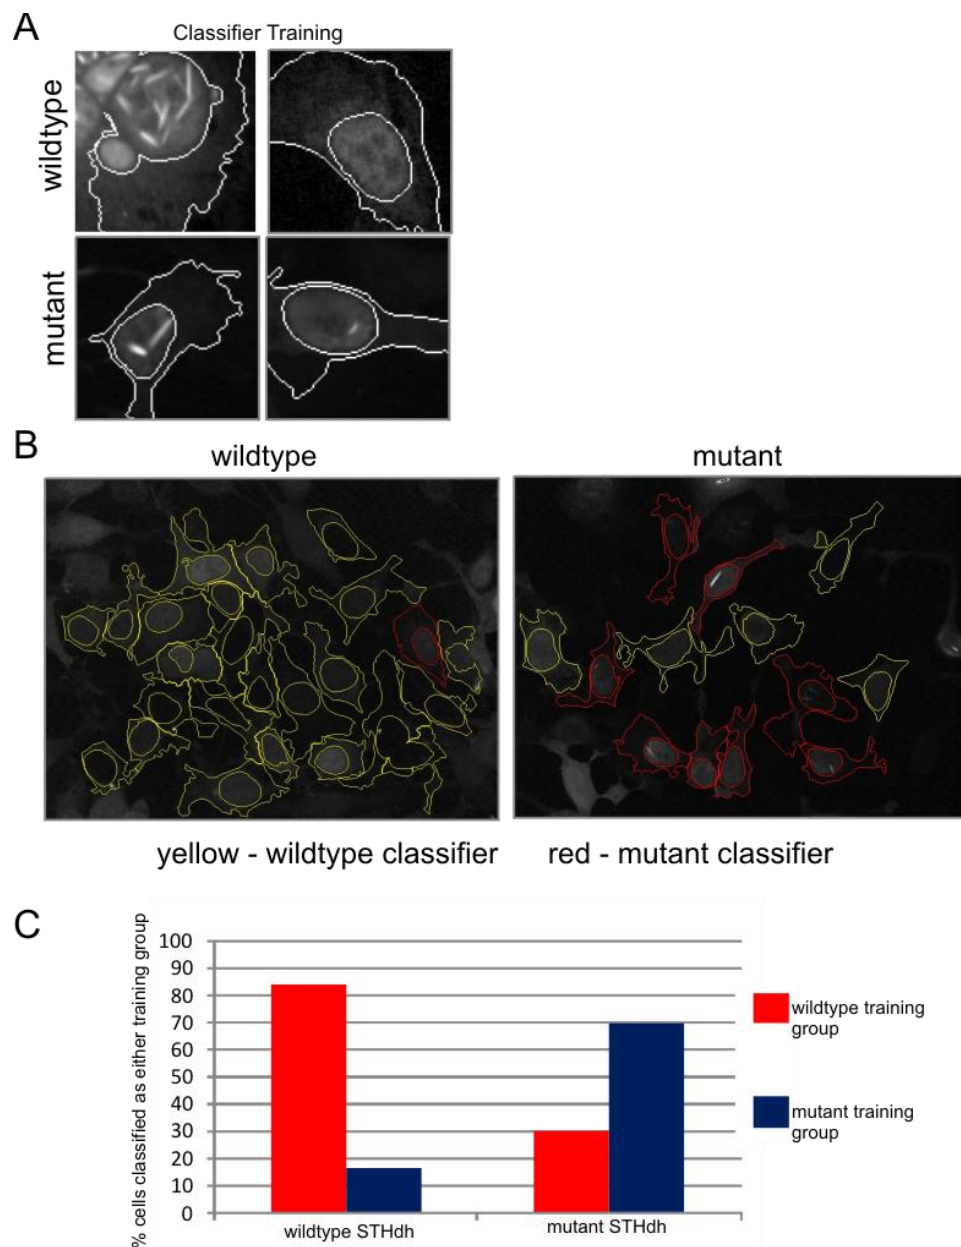 A
Classifier Training
wildtype
mutant
B
wildtype
mutant
yellow - wildtype classifier
red - mutant classifier
C
% cells classified as either training group
100
90
80
70
60
50
40
30
20
10
0
wildtype STHdh
mutant STHdh
wildtype training
group
mutant training
group